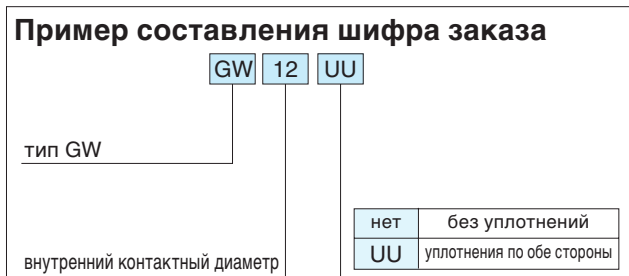 Пример составления шифра заказа
GW 12 UU
тип GW
нет без уплотнений
UU уплотнения по обе стороны
внутренний контактный диаметр